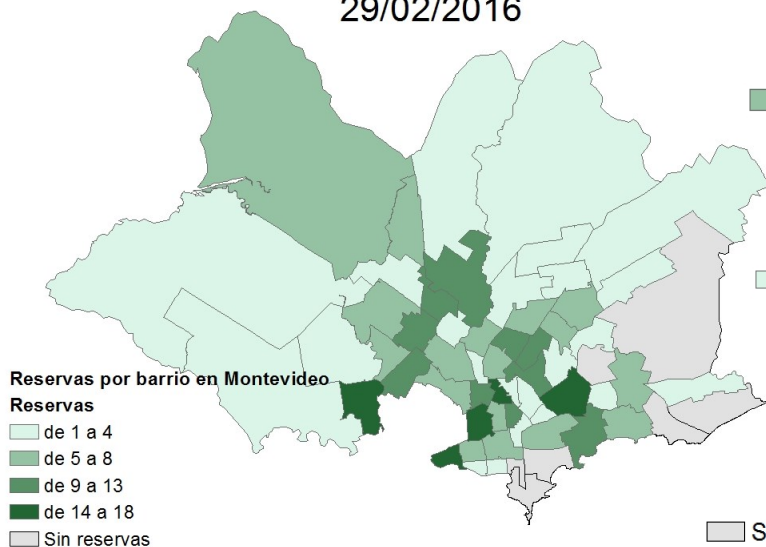 29/02/2016
Reservas por barrio en Montevideo
Reservas
de 1 a 4
de 5 a 8
de 9 a 13
de 14 a 18
Sin reservas
S